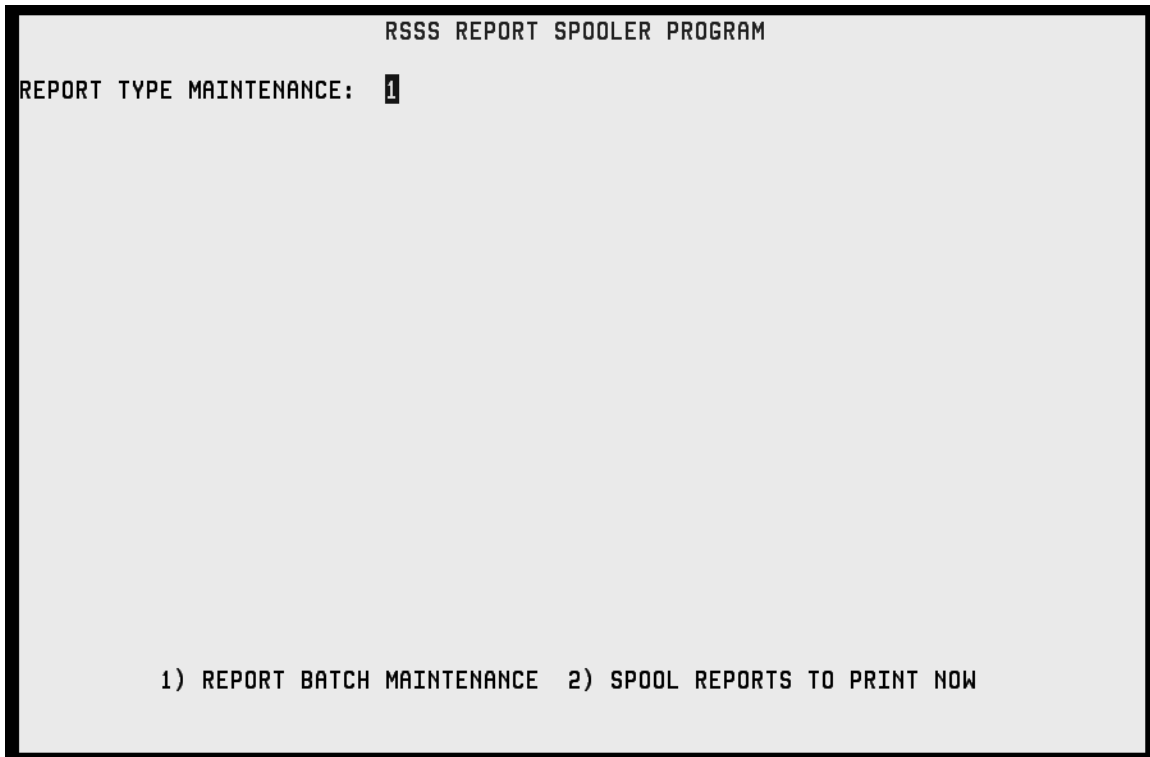 RSSS REPORT SPOOLER PROGRAM
REPORT TYPE MAINTENANCE: 1
1) REPORT BATCH MAINTENANCE 2) SPOOL REPORTS TO PRINT NOW